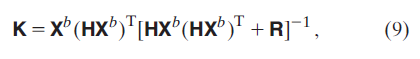 K = X^b (HX^b)^T [HX^b (HX^b)^T + R]^{-1},     (9)